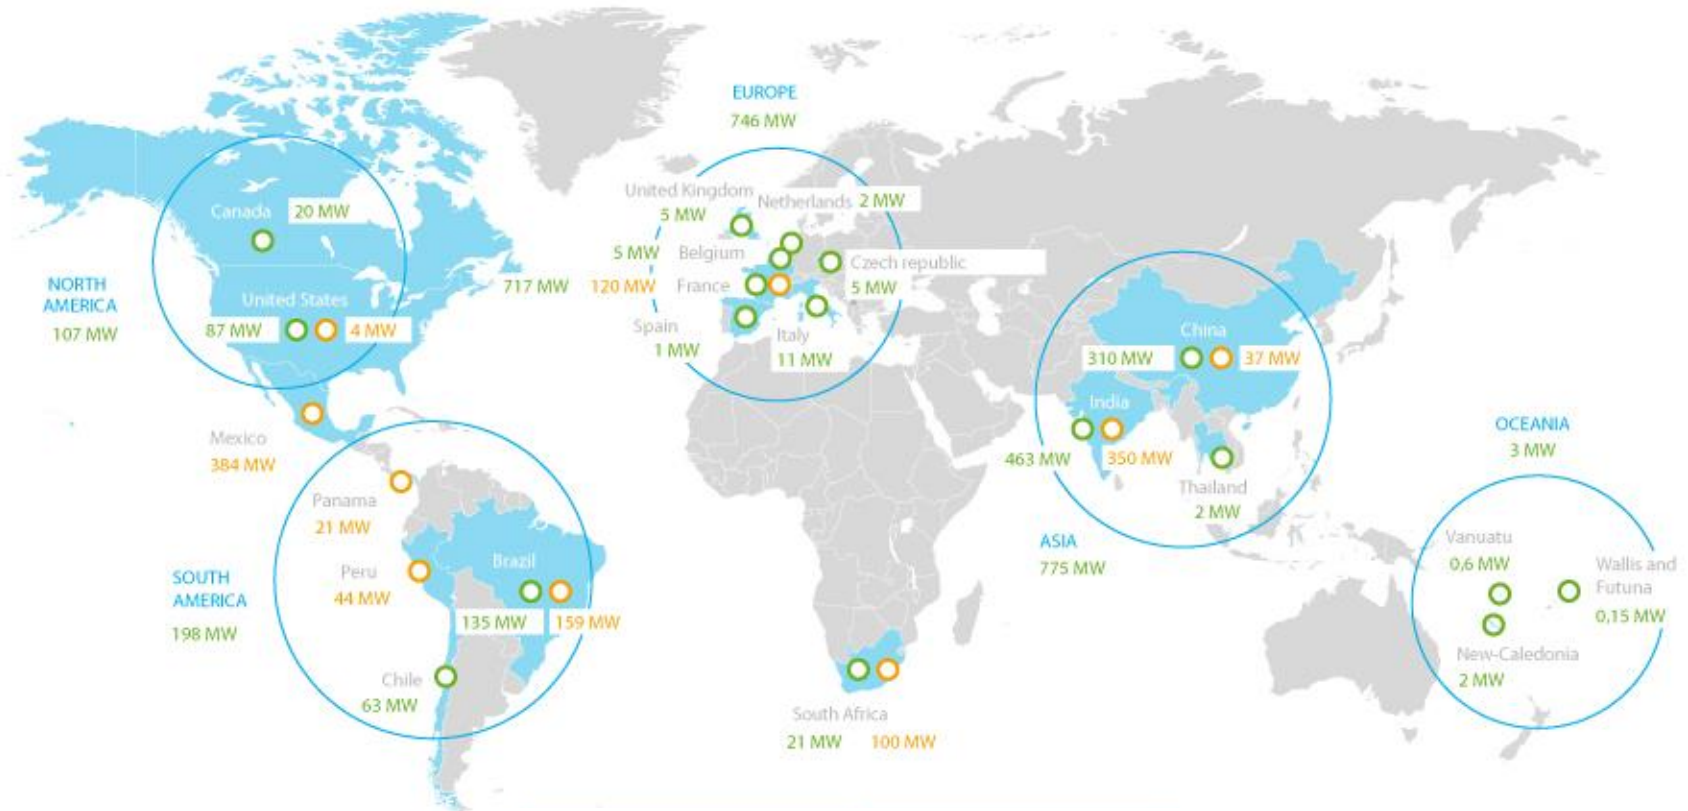 EUROPE
746 MW
United Kingdom
5 MW
Netherlands 2 MW
5 MW Belgium
Czech republic
5 MW
717 MW 120 MW France
Spain
1 MW
Italy
11 MW
NORTH
AMERICA
107 MW
Canada 20 MW
United States
87 MW 4 MW
Mexico
384 MW
SOUTH
AMERICA
198 MW
Panama
21 MW
Peru
44 MW
Brazil
135 MW 159 MW
Chile
63 MW
South Africa
21 MW 100 MW
ASIA
775 MW
China
310 MW 37 MW
India
463 MW 350 MW
Thailand
2 MW
OCEANIA
3 MW
Vanuatu
0,6 MW
Wallis and
Futuna
0,15 MW
New-Caledonia
2 MW